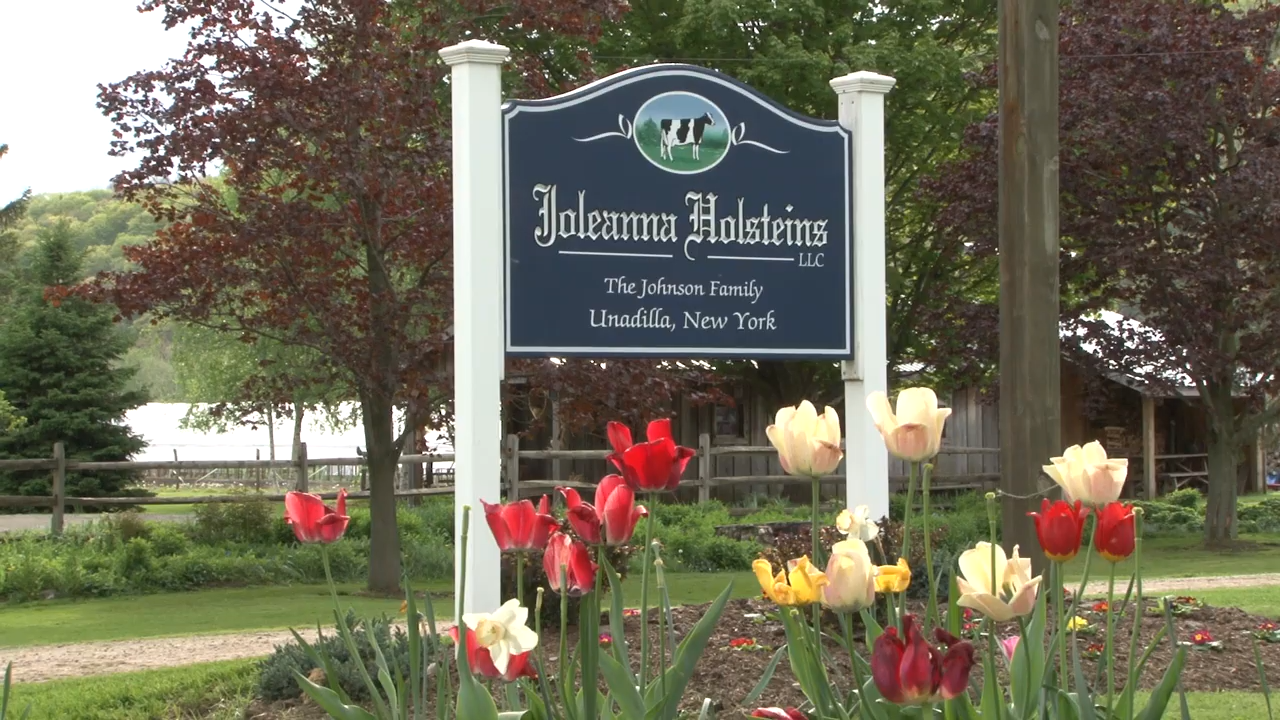 Joleanna Holsteins
LLC
The Johnson Family
Unadilla, New York